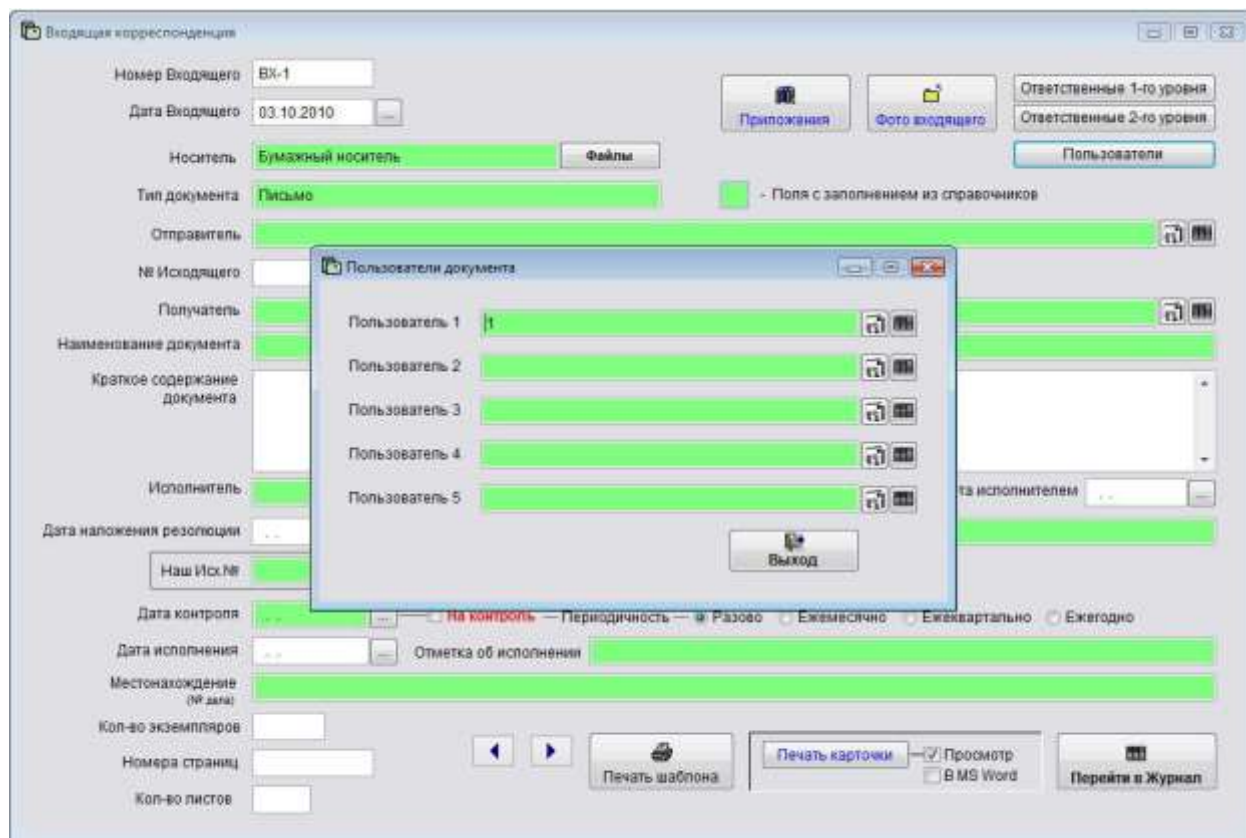 Входящая корреспонденция
Номер Входящего ВХ-1
Дата Входящего 03.10.2010 ...
Приложения
Фото входящего
Ответственные 1-го уровня
Ответственные 2-го уровня
Носитель Бумажный носитель Файлы Пользователи
Тип документа Письмо - Поля с заполнением из справочников
Отправитель
№ Исходящего
Получатель
Наименование документа
Краткое содержание
документа
Пользователи документа
Пользователь 1 1
Пользователь 2
Пользователь 3
Пользователь 4
Пользователь 5
Выход
Исполнитель та исполнителем . . ...
Дата наложения резолюции . .
Наш Исх.№
Дата контроля . . ... На контроль Периодичность Разово Ежемесячно Ежеквартально Ежегодно
Дата исполнения . . ... Отметка об исполнении
Местонахождение
(№ дела)
Кол-во экземпляров
Номера страниц
Кол-во листов
Печать шаблона
Печать карточки Просмотр
В MS Word
Перейти в Журнал